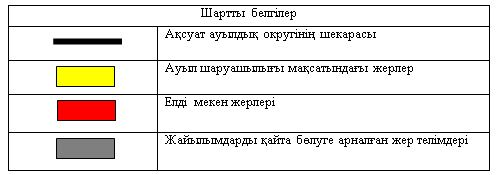 Шартты белгілер
Ақсуат ауылдық округінің шекарасы
Ауыл шаруашылығы мақсатындағы жерлер
Елді мекен жерлері
Жайылымдарды қайта бөлуге арналған жер телімдері